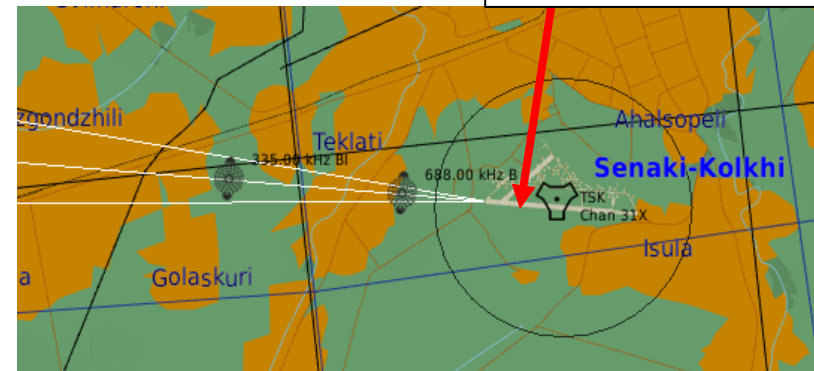 zgondzhili
Teklati
Ahalsopeli
335.00 kHz BI
688.00 kHz B
Senaki-Kolkhi
TSK
Chan 31X
Isula
a
Golaskuri